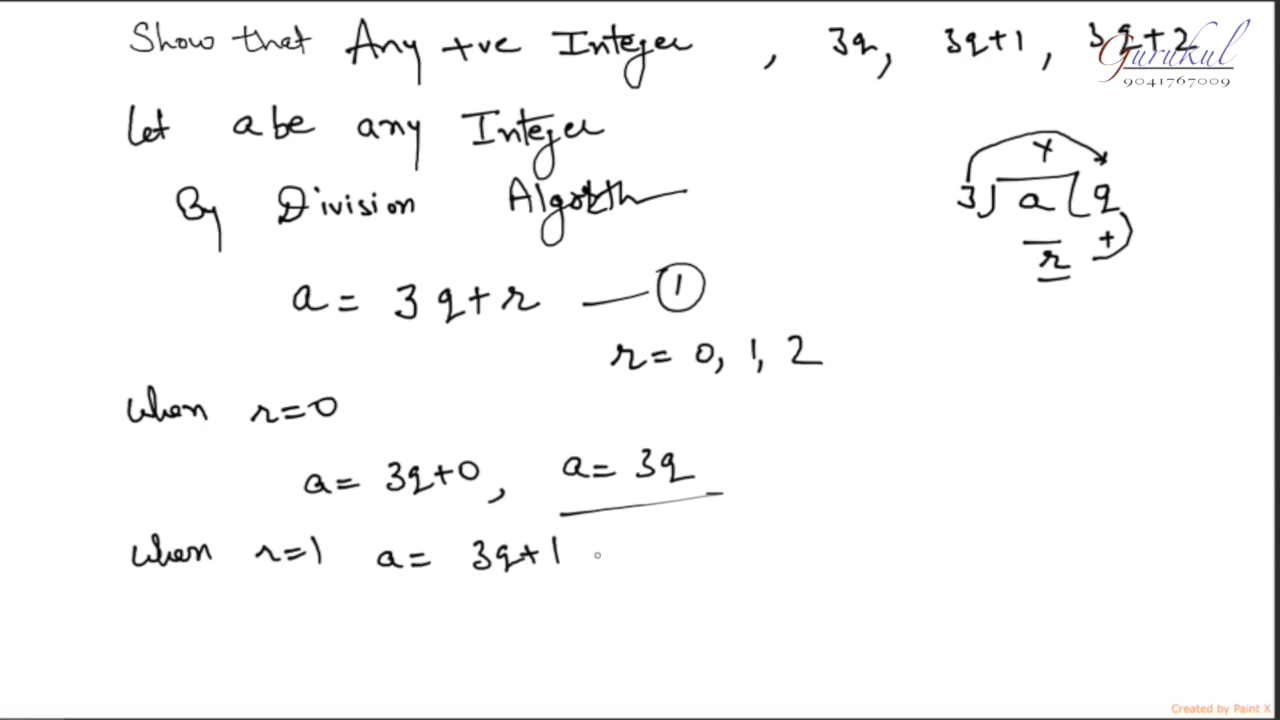 Show that Any +ve Integer , 3q, 3q+1, 3q+2
Gurukul
9041767009
Let a be any Integer
By Division
3 a q
r
x
+
a = 3q + r — 1
r = 0, 1, 2
when r=0
a = 3q+0, a = 3q
when r=1 a = 3q+1
Created by Paint X